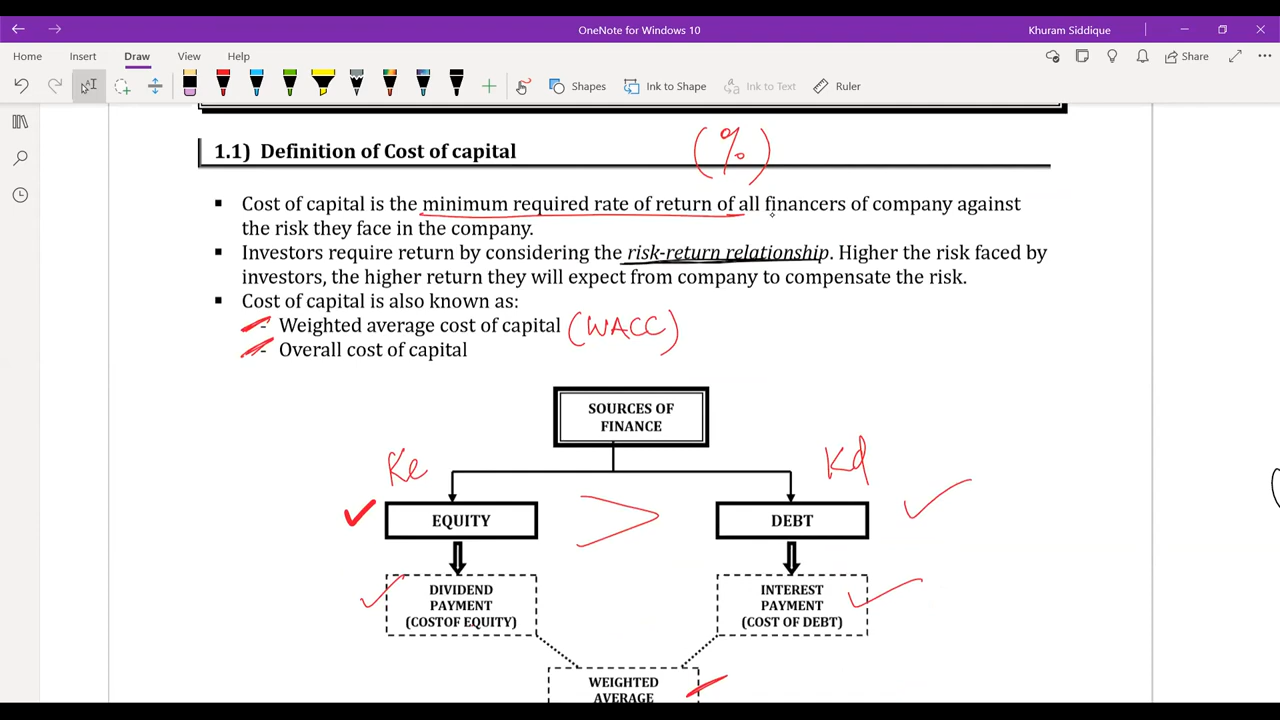 OneNote for Windows 10
Khuram Siddique
Home
Insert
Draw
View
Help
Share
Shapes
Ink to Shape
Ink to Text
Ruler
1.1) Definition of Cost of capital
(%)
▪ Cost of capital is the minimum required rate of return of all financers of company against
the risk they face in the company.
▪ Investors require return by considering the risk-return relationship. Higher the risk faced by
investors, the higher return they will expect from company to compensate the risk.
▪ Cost of capital is also known as:
- Weighted average cost of capital (WACC)
- Overall cost of capital
SOURCES OF
FINANCE
Ke
Kd
EQUITY
>
DEBT
DIVIDEND
PAYMENT
(COSTOF EQUITY)
INTEREST
PAYMENT
(COST OF DEBT)
WEIGHTED
AVERAGE